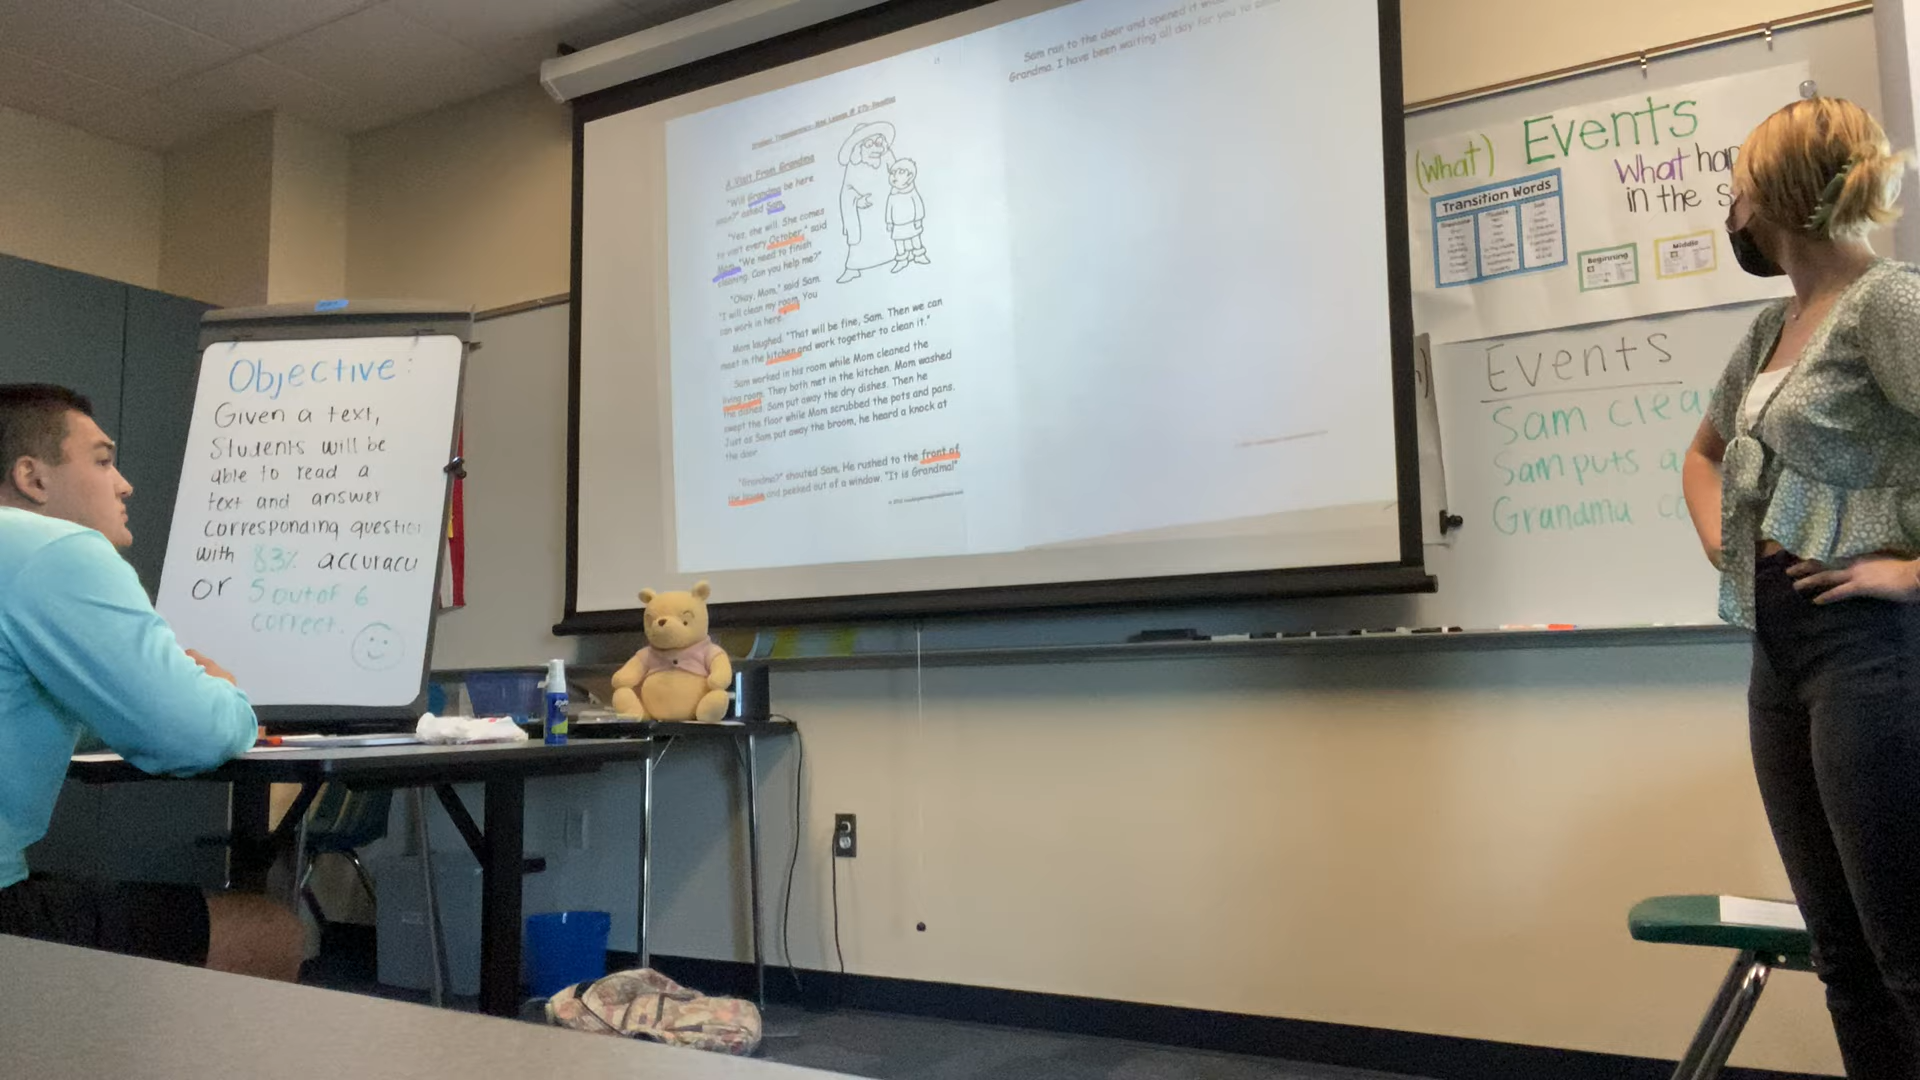 Objective:
Given a text,
Students will be
able to read a
text and answer
corresponding questio
with 83% accuracy
or 5 out of 6
correct.
A Visit From Grandma
"Will Grandma be here
soon?" asked Sam.
"Yes, she will. She comes
to visit every October," said
Mom. "We need to finish
cleaning. Can you help me?"
"Okay, Mom," said Sam.
"I will clean my room. You
can work in here."
Mom laughed. "That will be fine, Sam. Then we can
meet in the kitchen and work together to clean it."
Sam worked in his room while Mom cleaned the
living room. They both met in the kitchen. Mom washed
the dishes. Sam put away the dry dishes. Then he
swept the floor while Mom scrubbed the pots and pans.
Just as Sam put away the broom, he heard a knock at
the door.
"Grandma?" shouted Sam. He rushed to the front of
the house and peeked out of a window. "It is Grandma!"
Sam ran to the door and opened it
Grandma. I have been waiting all day for you to
(What) Events
What hap
in the s
Transition Words
Beginning
Middle
Events
Sam clea
Sam puts a
Grandma co